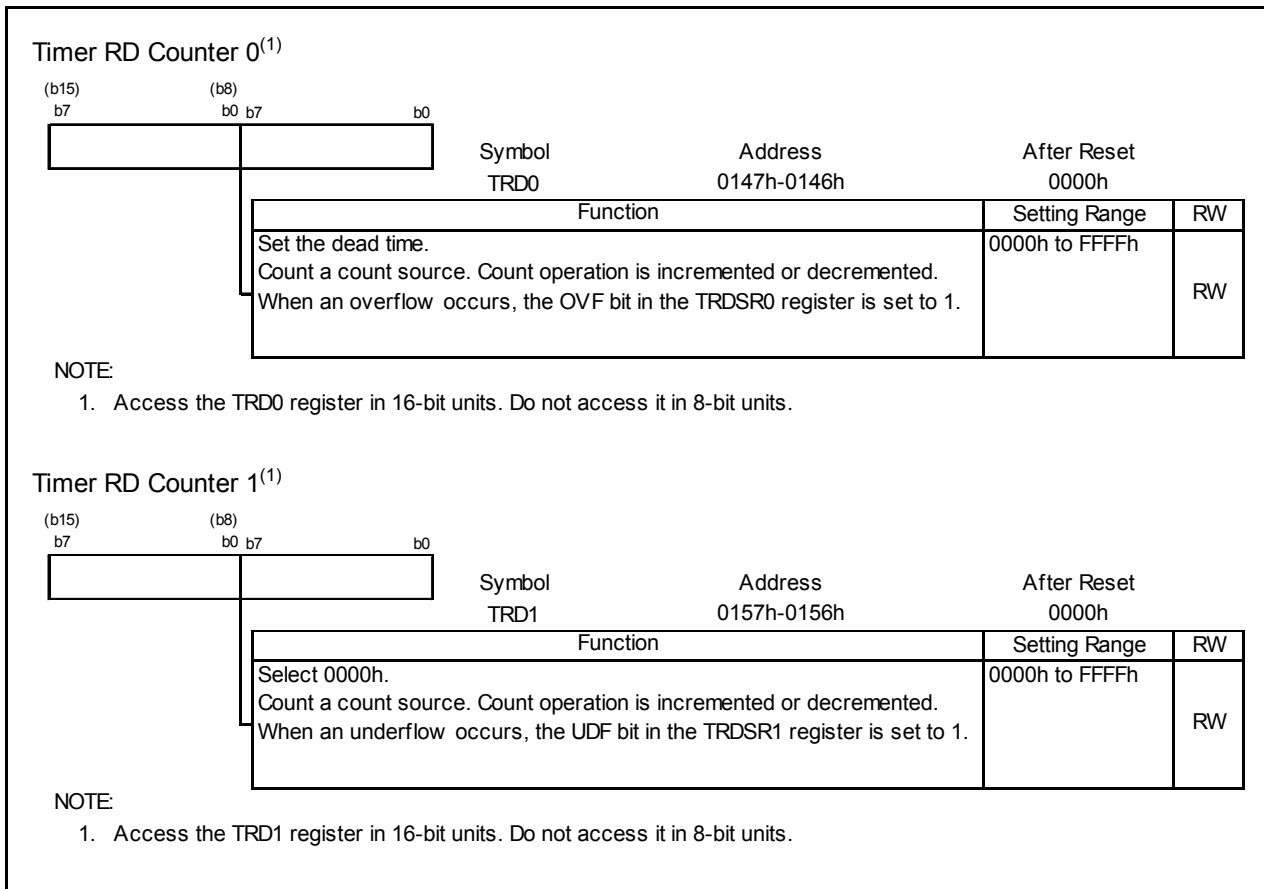 Timer RD Counter 0(1)
(b15) (b8)
b7 b0 b7 b0
Symbol Address After Reset
TRD0 0147h-0146h 0000h
Function Setting Range RW
Set the dead time. 0000h to FFFFh
Count a count source. Count operation is incremented or decremented.
When an overflow occurs, the OVF bit in the TRDSR0 register is set to 1. RW
NOTE:
1. Access the TRD0 register in 16-bit units. Do not access it in 8-bit units.
Timer RD Counter 1(1)
(b15) (b8)
b7 b0 b7 b0
Symbol Address After Reset
TRD1 0157h-0156h 0000h
Function Setting Range RW
Select 0000h. 0000h to FFFFh
Count a count source. Count operation is incremented or decremented.
When an underflow occurs, the UDF bit in the TRDSR1 register is set to 1. RW
NOTE:
1. Access the TRD1 register in 16-bit units. Do not access it in 8-bit units.